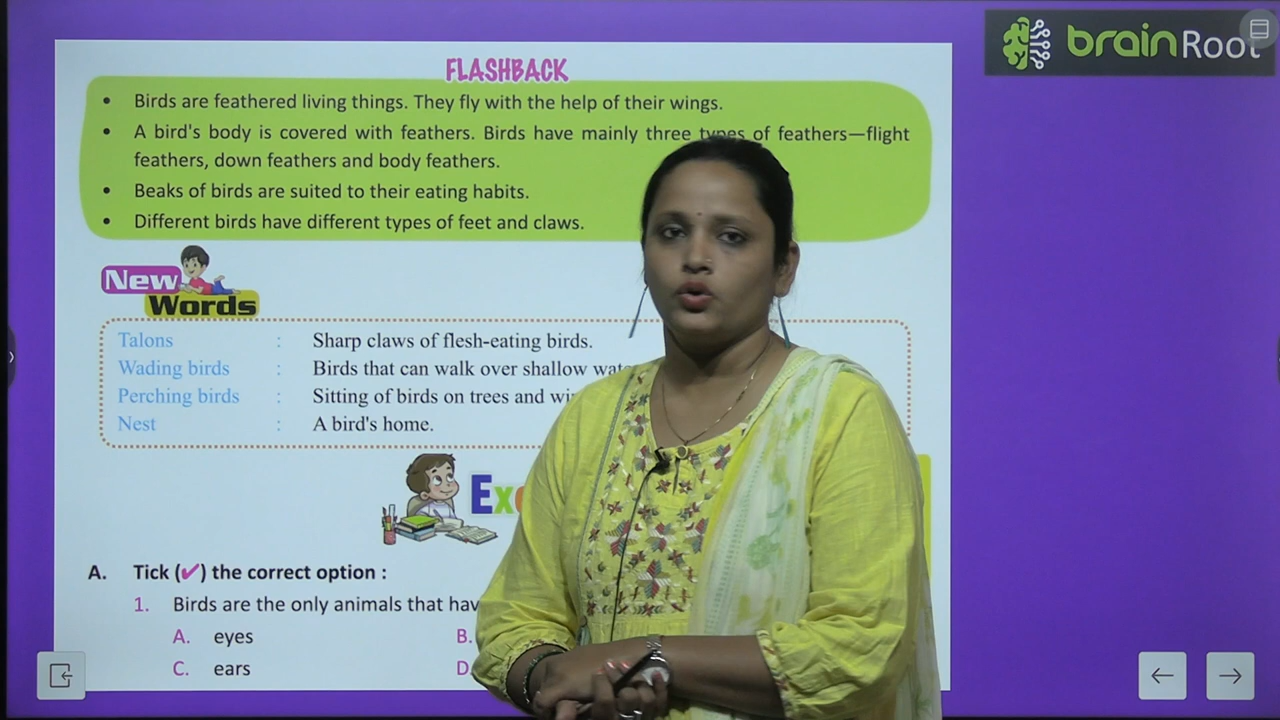 brainRoot
FLASHBACK
• Birds are feathered living things. They fly with the help of their wings.
• A bird's body is covered with feathers. Birds have mainly three types of feathers—flight
feathers, down feathers and body feathers.
• Beaks of birds are suited to their eating habits.
• Different birds have different types of feet and claws.
New
Words
Talons : Sharp claws of flesh-eating birds.
Wading birds : Birds that can walk over shallow
Perching birds : Sitting of birds on trees and
Nest : A bird's home.
A. Tick (✓) the correct option :
1. Birds are the only animals that
A. eyes B.
C. ears D.